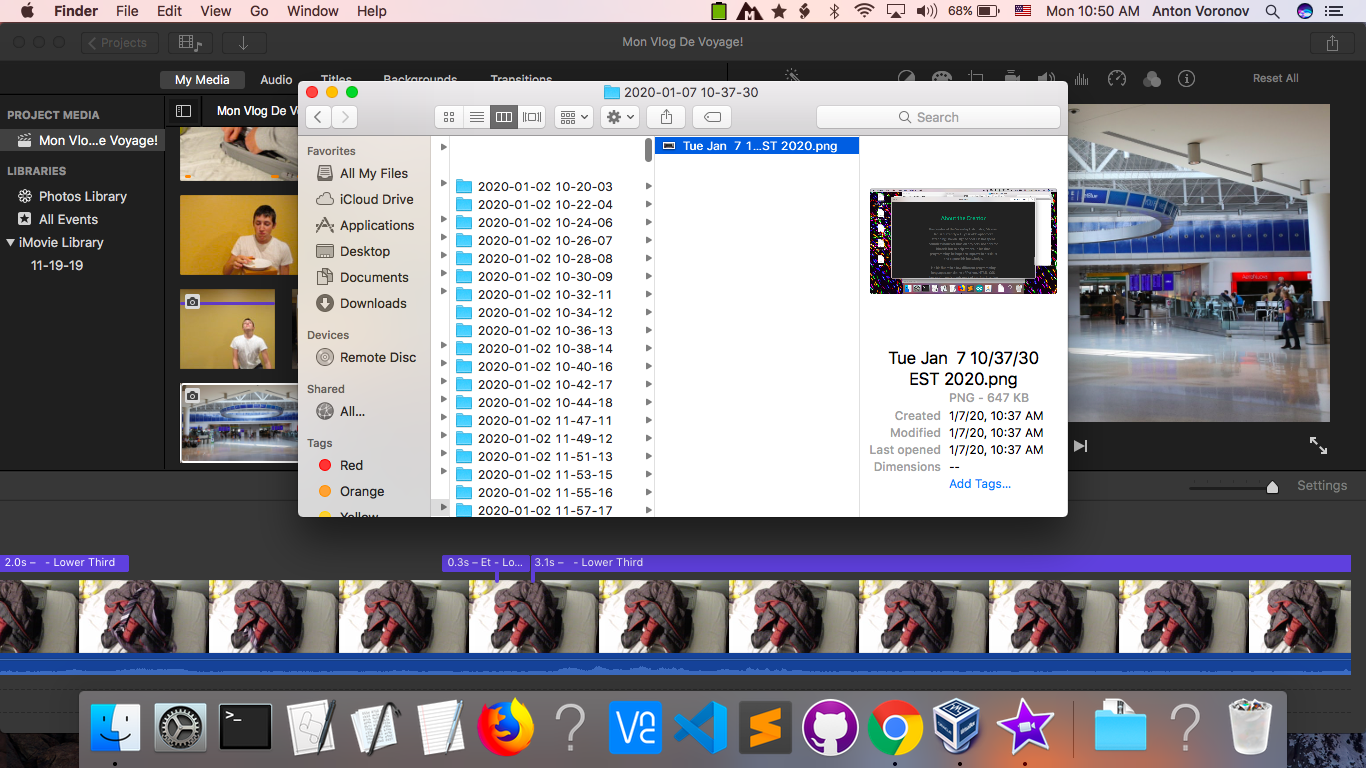 Finder File Edit View Go Window Help 68% Mon 10:50 AM Anton Voronov
Projects Mon Vlog De Voyage!
My Media Audio Titles Backgrounds Transitions Reset All
PROJECT MEDIA
Mon Vlo...e Voyage!
LIBRARIES
Photos Library
All Events
iMovie Library
11-19-19
Mon Vlog De V
2020-01-07 10-37-30
Search
Favorites
All My Files
iCloud Drive
Applications
Desktop
Documents
Downloads
Devices
Remote Disc
Shared
All...
Tags
Red
Orange
Yellow
2020-01-02 10-20-03
2020-01-02 10-22-04
2020-01-02 10-24-06
2020-01-02 10-26-07
2020-01-02 10-28-08
2020-01-02 10-30-09
2020-01-02 10-32-11
2020-01-02 10-34-12
2020-01-02 10-36-13
2020-01-02 10-38-14
2020-01-02 10-40-16
2020-01-02 10-42-17
2020-01-02 10-44-18
2020-01-02 11-47-11
2020-01-02 11-49-12
2020-01-02 11-51-13
2020-01-02 11-53-15
2020-01-02 11-55-16
2020-01-02 11-57-17
Tue Jan 7 1...ST 2020.png
About the Creator
Tue Jan 7 10/37/30
EST 2020.png
PNG - 647 KB
Created 1/7/20, 10:37 AM
Modified 1/7/20, 10:37 AM
Last opened 1/7/20, 10:37 AM
Dimensions --
Add Tags...
Settings
2.0s – - Lower Third
0.3s – Et - Lo...
3.1s – - Lower Third